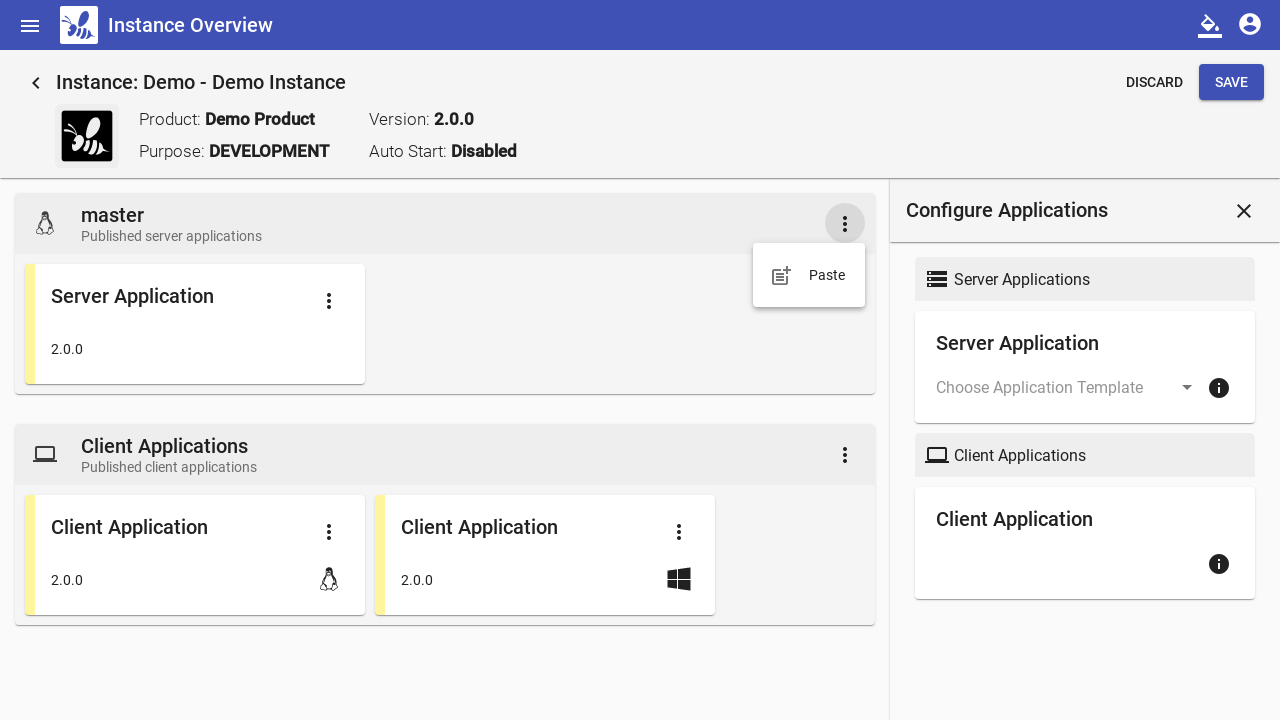 Instance Overview
Instance: Demo - Demo Instance
DISCARD
SAVE
Product: Demo Product
Version: 2.0.0
Purpose: DEVELOPMENT
Auto Start: Disabled
master
Published server applications
Paste
Server Application
2.0.0
Client Applications
Published client applications
Client Application
2.0.0
Client Application
2.0.0
Configure Applications
Server Applications
Server Application
Choose Application Template
Client Applications
Client Application